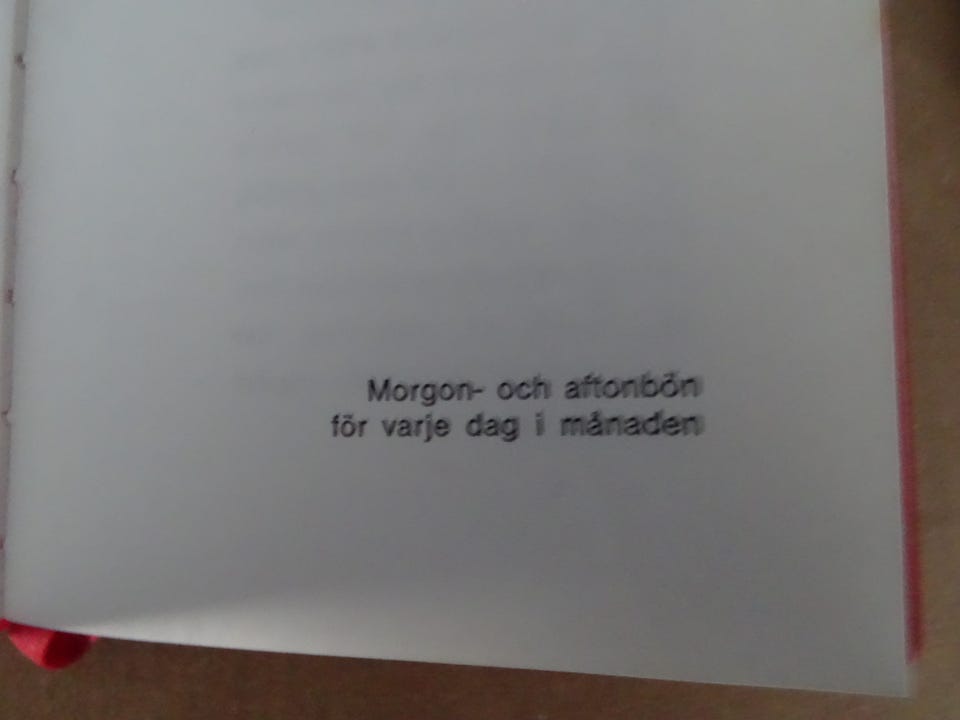 Morgon- och aftonbön
för varje dag i månaden